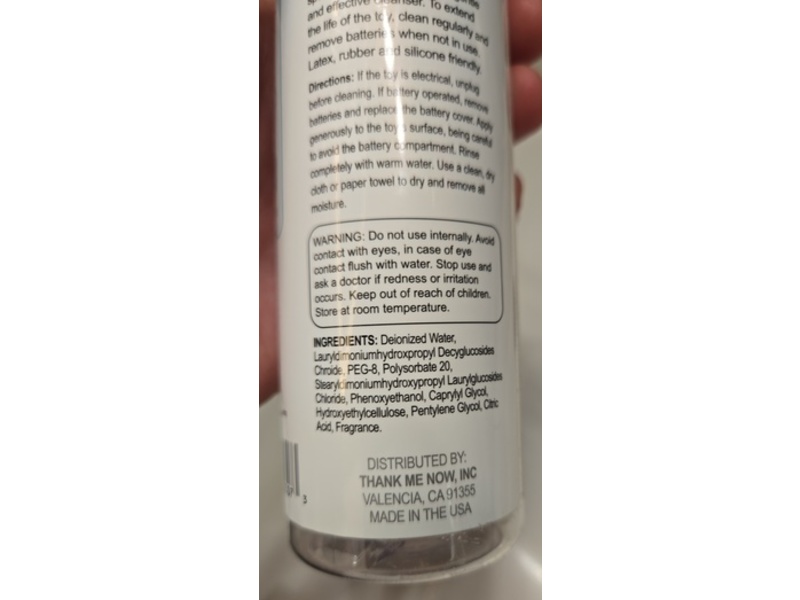 and effective cleanser. To extend
the life of the toy, clean regularly and
remove batteries when not in use.
Latex, rubber and silicone friendly.
Directions: If the toy is electrical, unplug
before cleaning. If battery operated, remove
batteries and replace the battery cover. Apply
generously to the toy's surface, being careful
to avoid the battery compartment. Rinse
completely with warm water. Use a clean, dry
cloth or paper towel to dry and remove all
moisture.
WARNING: Do not use internally. Avoid
contact with eyes, in case of eye
contact flush with water. Stop use and
ask a doctor if redness or irritation
occurs. Keep out of reach of children.
Store at room temperature.
INGREDIENTS: Deionized Water,
Lauryldimoniumhydroxpropyl Decyglucosides
Chroide, PEG-8, Polysorbate 20,
Stearyldimoniumhydroxypropyl Laurylglucosides
Chloride, Phenoxyethanol, Caprylyl Glycol,
Hydroxyethylcellulose, Pentylene Glycol, Citric
Acid, Fragrance.
DISTRIBUTED BY:
THANK ME NOW, INC
VALENCIA, CA 91355
MADE IN THE USA
3